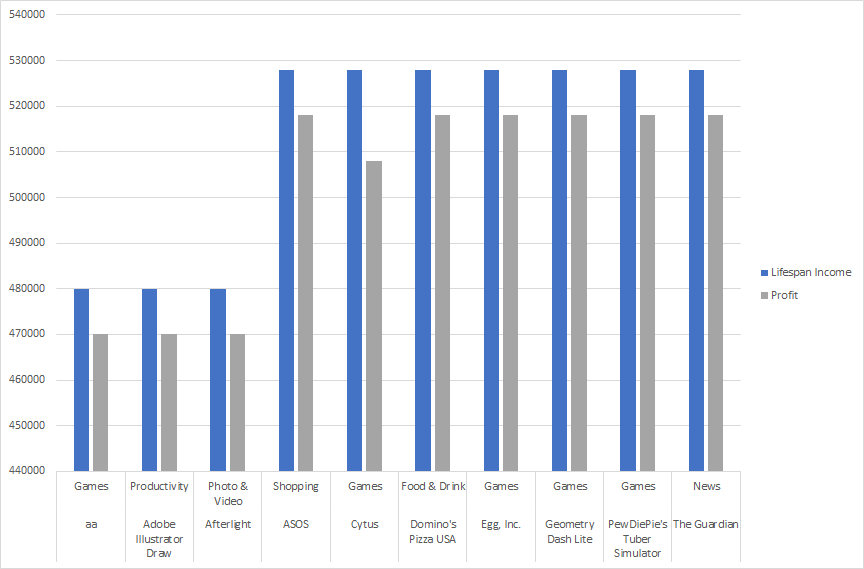 540000
530000
520000
510000
500000
490000
480000
470000
460000
450000
440000
Lifespan Income
Profit
Games
Productivity
Photo &
Video
Shopping
Games
Food & Drink
Games
Games
Games
News
aa
Adobe
Illustrator
Draw
Afterlight
ASOS
Cytus
Domino's
Pizza USA
Egg, Inc.
Geometry
Dash Lite
PewDiePie's
Tuber
Simulator
The Guardian